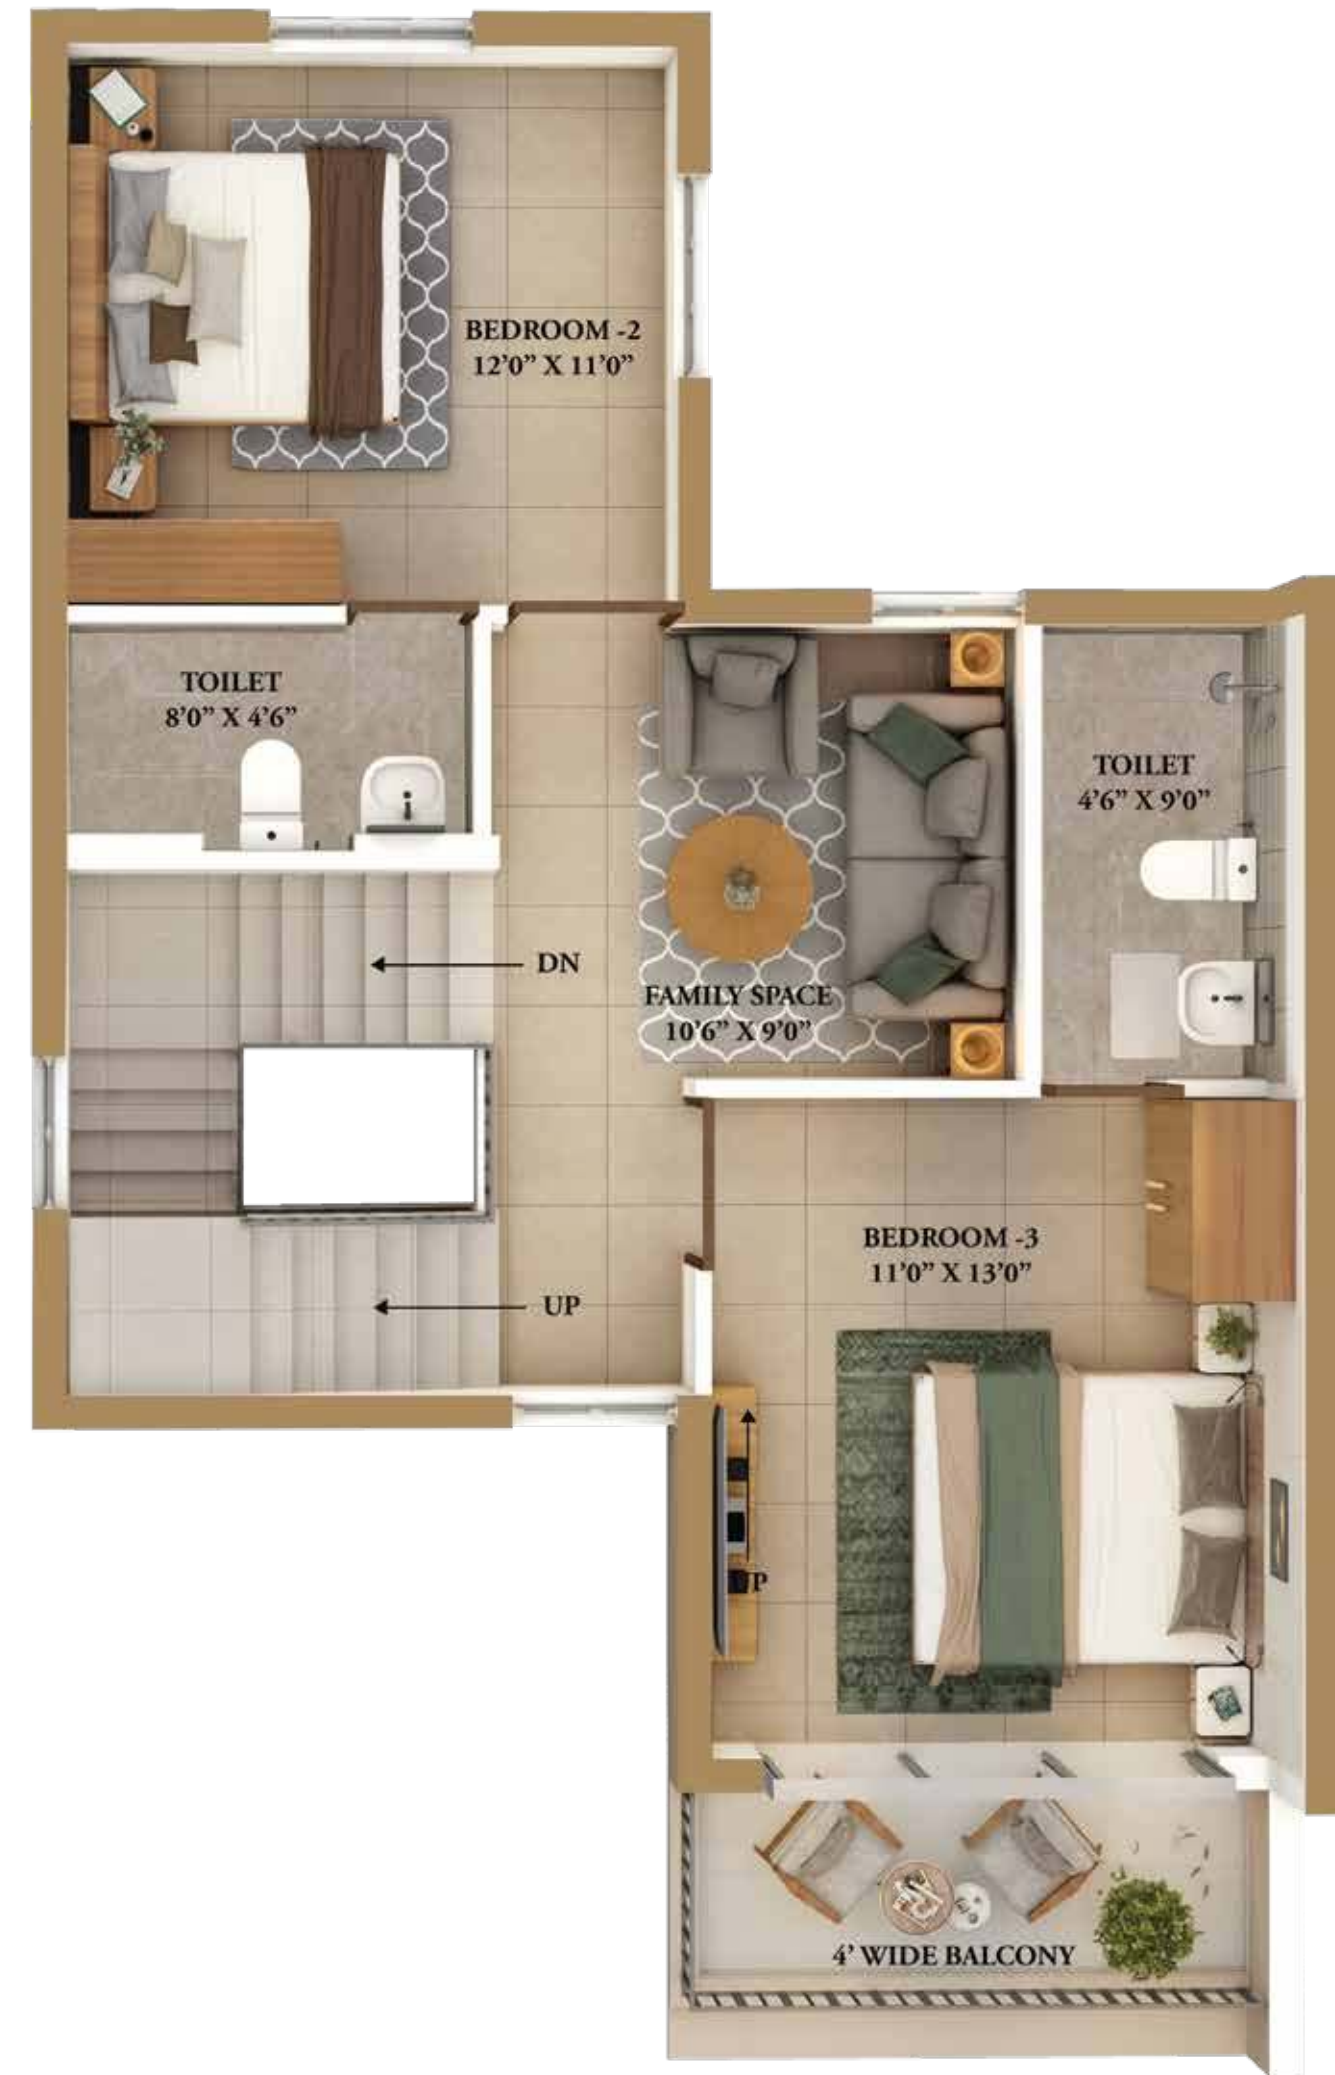 BEDROOM -2
12’0” X 11’0”
TOILET
8’0” X 4’6”
TOILET
4’6” X 9’0”
DN
FAMILY SPACE
10’6” X 9’0”
BEDROOM -3
11’0” X 13’0”
UP
4’ WIDE BALCONY